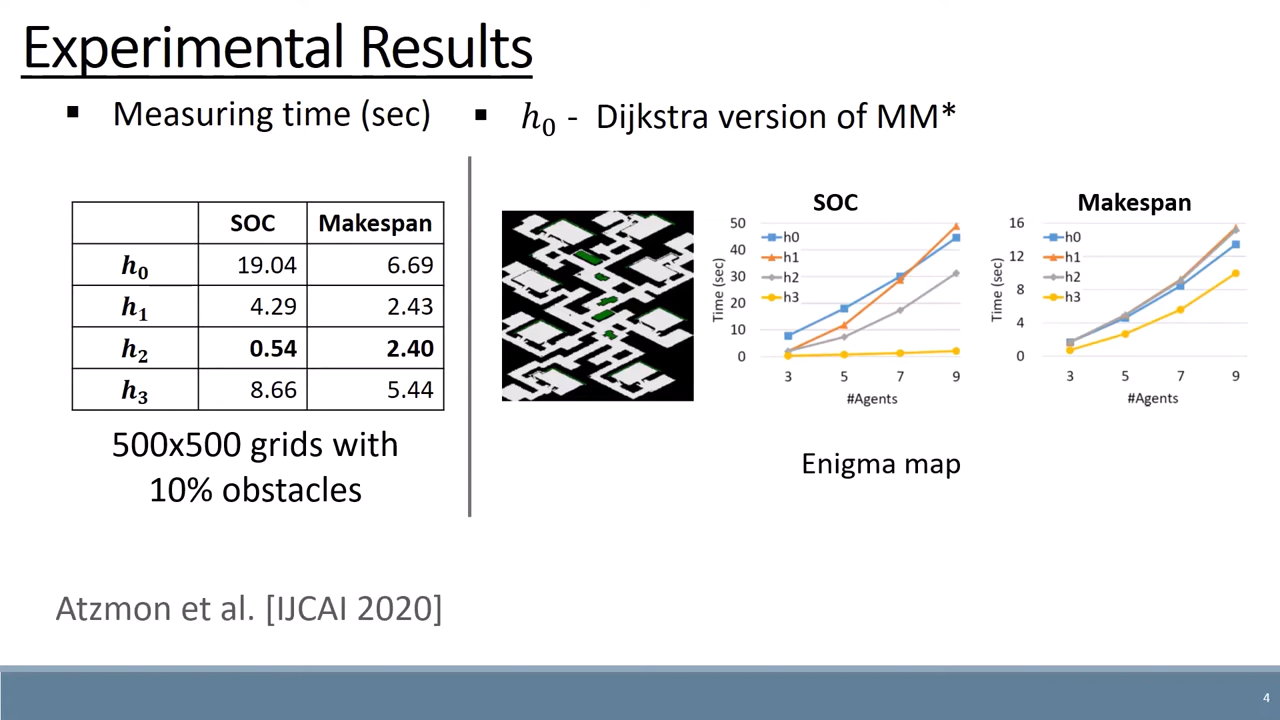 Experimental Results
▪ Measuring time (sec)
▪ h₀ - Dijkstra version of MM*
SOC Makespan
h₀ 19.04 6.69
h₁ 4.29 2.43
h₂ 0.54 2.40
h₃ 8.66 5.44
500x500 grids with
10% obstacles
SOC
Time (sec)
50
40
30
20
10
0
h0
h1
h2
h3
3 5 7 9
#Agents
Makespan
Time (sec)
16
12
8
4
0
h0
h1
h2
h3
3 5 7 9
#Agents
Enigma map
Atzmon et al. [IJCAI 2020]
4